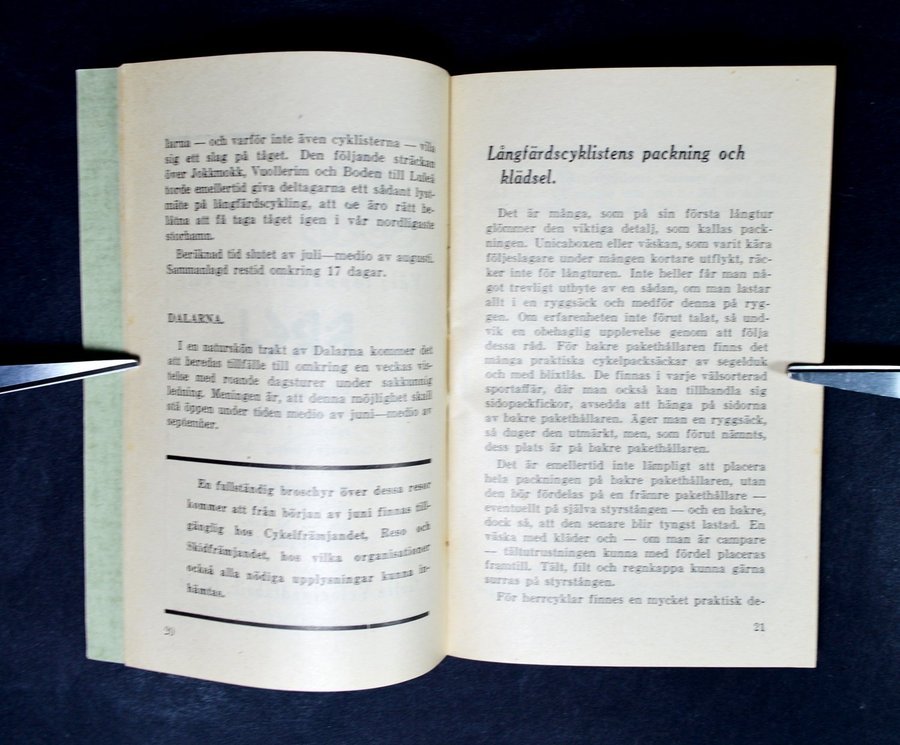 larna — och varför inte även cyklisterna — villa
sig ett slag på tåget. Den följande sträckan
över Jokkmokk, Vuollerim och Boden till Luleå
torde emellertid giva deltagarna ett sådant lyst-
mäte på långfärdscykling, att de äro rätt be-
låtna att få taga tåget igen i vår nordligaste
storhamn.
Beräknad tid slutet av juli—medio av augusti.
Sammanlagd restid omkring 17 dagar.
DALARNA.
I en naturskön trakt av Dalarna kommer det
att beredas tillfälle till omkring en veckas vis-
telse med roande dagsturer under sakkunnig
ledning. Meningen är, att denna möjlighet skall
stå öppen under tiden medio av juni—medio av
september.
En fullständig broschyr över dessa resor
kommer att från början av juni finnas till-
gänglig hos Cykelfrämjandet, Reso och
Skidfrämjandet, hos vilka organisationer
också alla nödiga upplysningar kunna in-
hämtas.
20
Långfärdscyklistens packning och
klädsel.
Det är många, som på sin första långtur
glömmer den viktiga detalj, som kallas pack-
ningen. Unicaboxen eller väskan, som varit kära
följeslagare under mången kortare utflykt, räc-
ker inte för långturen. Inte heller får man nå-
got trevligt utbyte av en sådan, om man lastar
allt i en ryggsäck och medför denna på ryg-
gen. Om erfarenheten inte förut talat, så und-
vik en obehaglig upplevelse genom att följa
dessa råd. För bakre pakethållaren finns det
många praktiska cykelpacksäckar av segelduk
och med blixtlås. De finnas i varje välsorterad
sportaffär, där man också kan tillhandla sig
sidopackfickor, avsedda att hänga på sidorna
av bakre pakethållaren. Äger man en ryggsäck,
så duger den utmärkt, men, som förut nämnts,
dess plats är på bakre pakethållaren.
Det är emellertid inte lämpligt att placera
hela packningen på bakre pakethållaren, utan
den bör fördelas på en främre pakethållare —
eventuellt på själva styrstången — och en bakre,
dock så, att den senare blir tyngst lastad. En
väska med kläder och — om man är campare
— tältutrustningen kunna med fördel placeras
framtill. Tält, filt och regnkappa kunna gärna
surras på styrstången.
För herrcyklar finnes en mycket praktisk de-
21